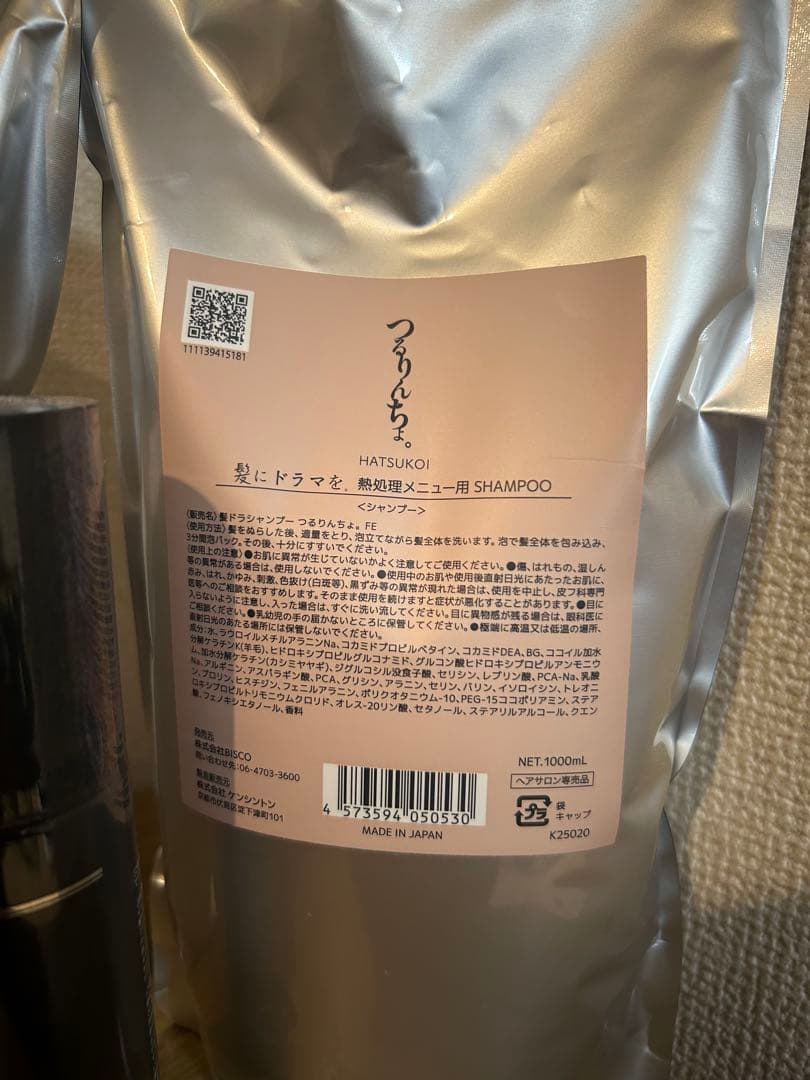 111139415181
つるりんちょ。
HATSUKOI
髪にドラマを。熱処理メニュー用 SHAMPOO
<シャンプー>
〈販売名〉髪ドラシャンプー つるりんちょ。FE
〈使用方法〉髪をぬらした後、適量をとり、泡立てながら髪全体を洗います。泡で髪全体を包み込み、
3分間泡パック。その後、十分にすすいでください。
〈使用上の注意〉●お肌に異常が生じていないかよく注意してご使用ください。●傷、はれもの、湿しん
等の異常がある場合は、使用しないでください。●使用中のお肌や使用後直射日光にあたったお肌に、
赤み、はれ、かゆみ、刺激、色抜け(白斑等)、黒ずみ等の異常が現れた場合は、使用を中止し、皮フ科専門
医等へのご相談をおすすめします。そのまま使用を続けますと症状が悪化することがあります。●目に
入らないように注意し、入った場合は、すぐに洗い流してください。目に異物感が残る場合は、眼科医に
ご相談ください。●乳幼児の手の届かないところに保管してください。●極端に高温又は低温の場所、
直射日光のあたる場所には保管しないでください。
成分:水、ラウロイルメチルアラニンNa、コカミドプロピルベタイン、コカミドDEA、BG、ココイル加水
分解ケラチンK(羊毛)、ヒドロキシプロピルグルコナミド、グルコン酸ヒドロキシプロピルアンモニウ
ム、加水分解ケラチン(カシミヤヤギ)、ジグルコシル没食子酸、セリシン、レブリン酸、PCA-Na、乳酸
Na、アルギニン、アスパラギン酸、PCA、グリシン、アラニン、セリン、バリン、イソロイシン、トレオニ
ン、プロリン、ヒスチジン、フェニルアラニン、ポリクオタニウム-10、PEG-15ココポリアミン、ステア
ロキシプロピルトリモニウムクロリド、オレス-20リン酸、セタノール、ステアリルアルコール、クエン
酸、フェノキシエタノール、香料
発売元
株式会社BISCO
問い合わせ先:06-4703-3600
製造販売元
株式会社 ケンシントン
京都市伏見区淀下津町101
4 573594 050530
MADE IN JAPAN
NET.1000mL
ヘアサロン専売品
プラ
袋
キャップ
K25020